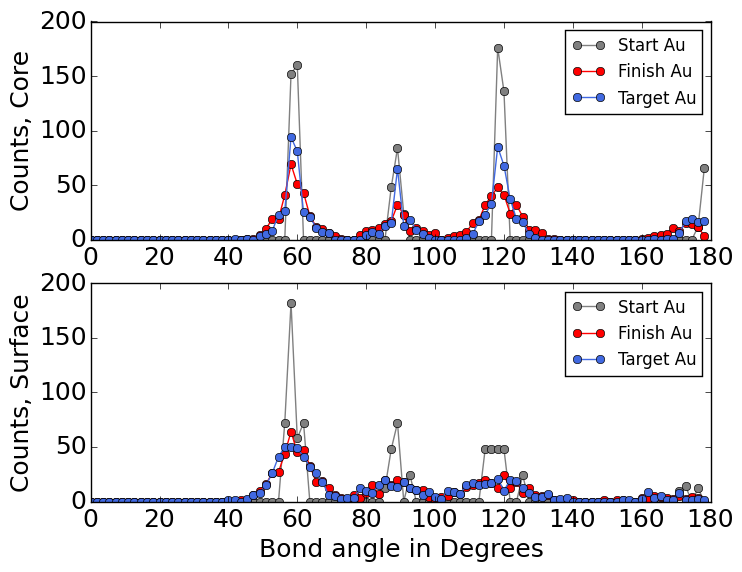 200
150
100
50
0
Counts, Core
Start Au
Finish Au
Target Au
0 20 40 60 80 100 120 140 160 180
200
150
100
50
0
Counts, Surface
Start Au
Finish Au
Target Au
0 20 40 60 80 100 120 140 160 180
Bond angle in Degrees